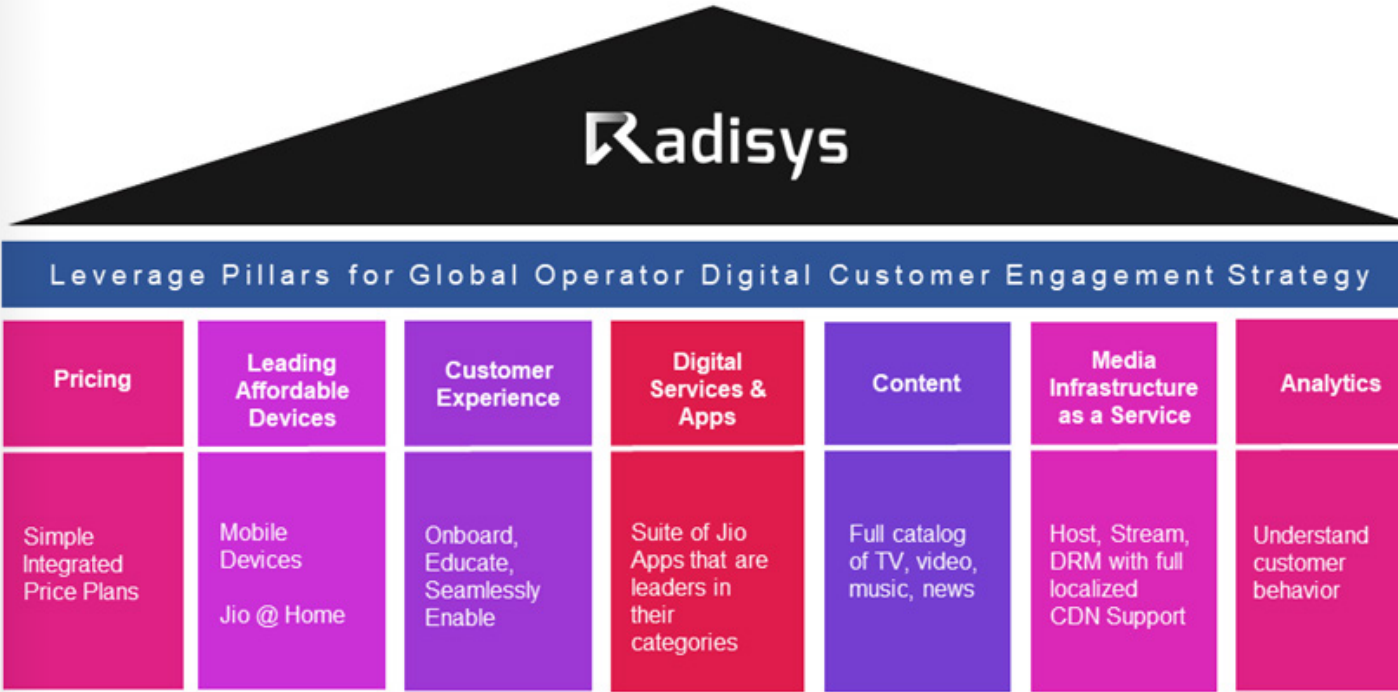 Radisys
Leverage Pillars for Global Operator Digital Customer Engagement Strategy
Pricing
Leading
Affordable
Devices
Customer
Experience
Digital
Services &
Apps
Content
Media
Infrastructure
as a Service
Analytics
Simple
Integrated
Price Plans
Mobile
Devices
Jio @ Home
Onboard,
Educate,
Seamlessly
Enable
Suite of Jio
Apps that are
leaders in
their
categories
Full catalog
of TV, video,
music, news
Host, Stream,
DRM with full
localized
CDN Support
Understand
customer
behavior